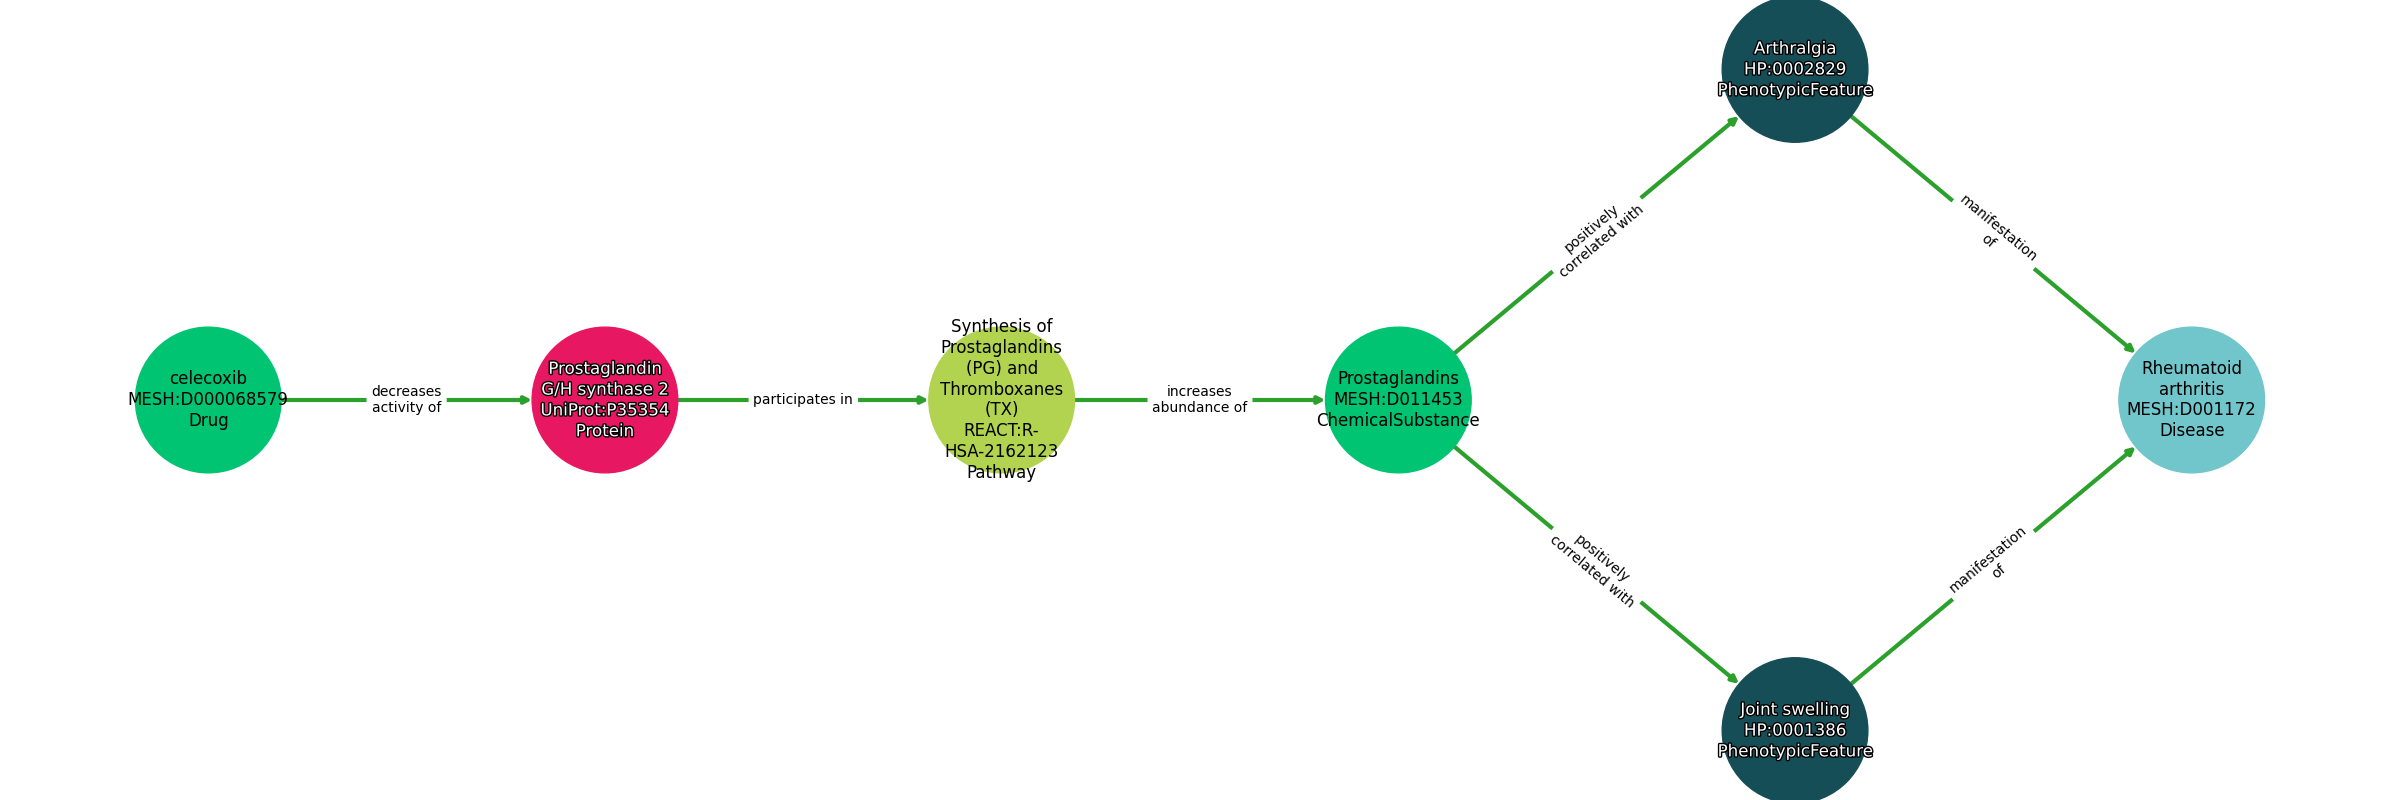 celecoxib
MESH:D000068579
Drug
decreases
activity of
Prostaglandin
G/H synthase 2
UniProt:P35354
Protein
participates in
Synthesis of
Prostaglandins
(PG) and
Thromboxanes
(TX)
REACT:R-
HSA-2162123
Pathway
increases
abundance of
Prostaglandins
MESH:D011453
ChemicalSubstance
positively
correlated with
Arthralgia
HP:0002829
PhenotypicFeature
manifestation
of
positively
correlated with
Joint swelling
HP:0001386
PhenotypicFeature
manifestation
of
Rheumatoid
arthritis
MESH:D001172
Disease